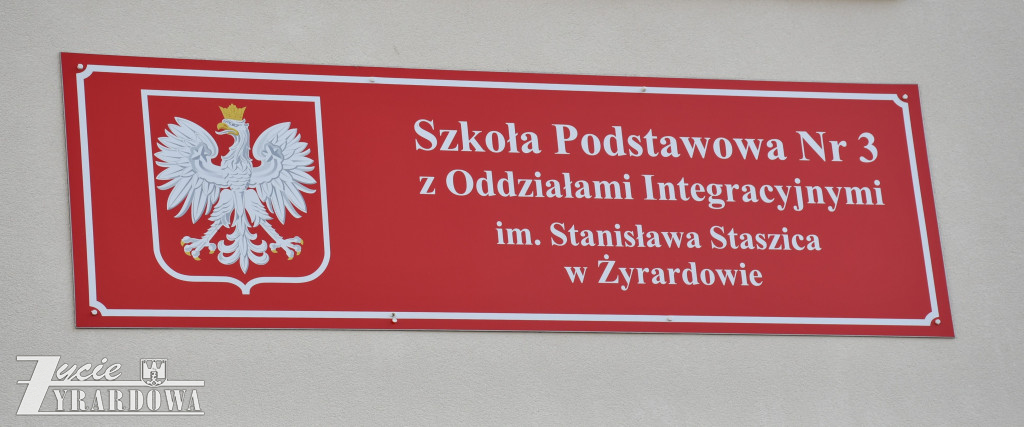 Szkoła Podstawowa Nr 3
z Oddziałami Integracyjnymi
im. Stanisława Staszica
w Żyrardowie
Życie
ŻYRARDOWA